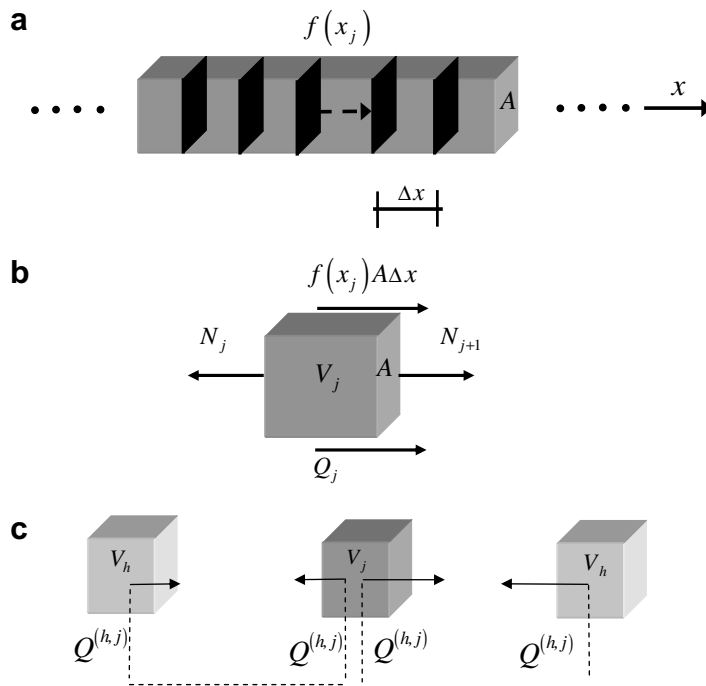 a
f(x_j)
A
x
Δx
b
f(x_j)AΔx
N_j
N_{j+1}
V_j
A
Q_j
c
V_h
V_j
V_h
Q^{(h,j)}
Q^{(h,j)}
Q^{(h,j)}
Q^{(h,j)}